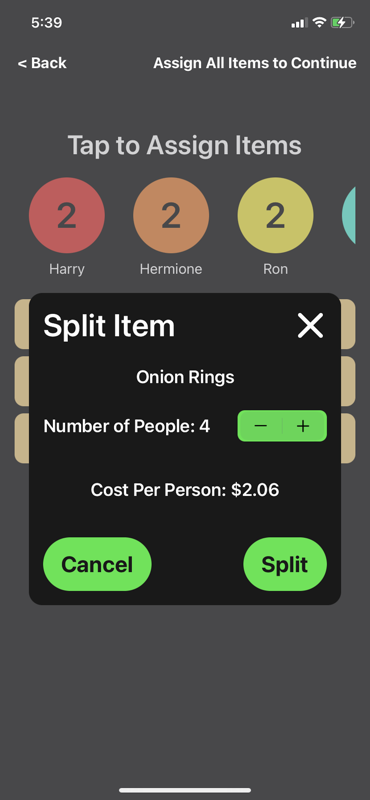 5:39
< Back Assign All Items to Continue
Tap to Assign Items
2 2 2
Harry Hermione Ron
Split Item
Onion Rings
Number of People: 4 − +
Cost Per Person: $2.06
Cancel Split